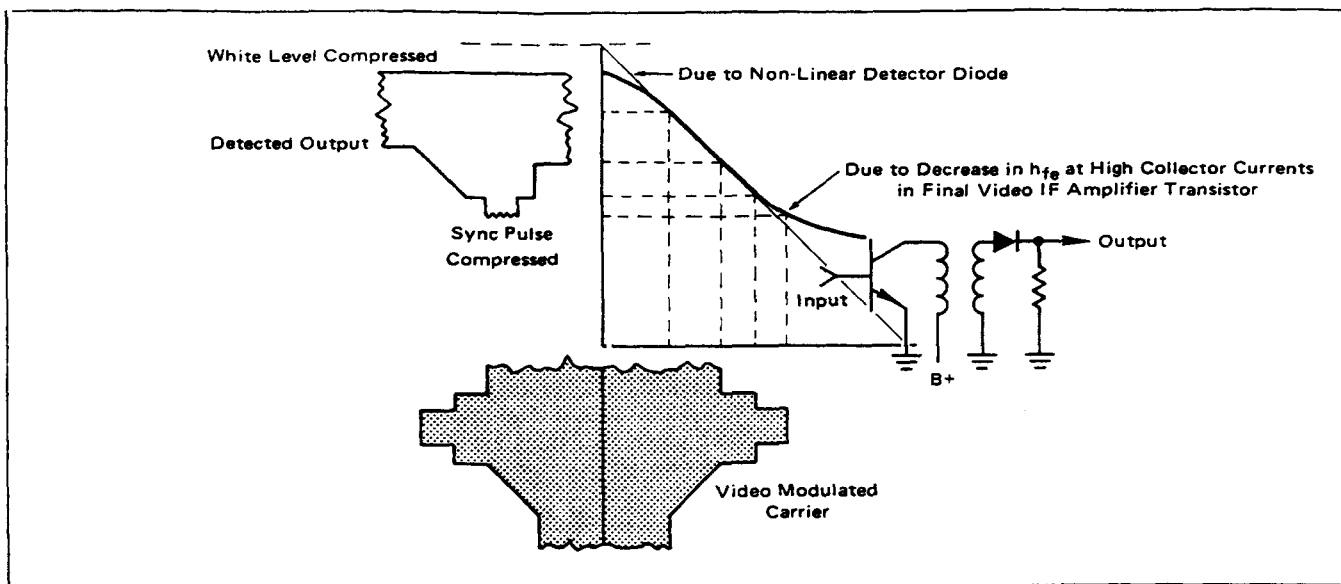 White Level Compressed
Due to Non-Linear Detector Diode
Detected Output
Due to Decrease in hfe at High Collector Currents
in Final Video IF Amplifier Transistor
Sync Pulse
Compressed
Output
Input
B+
Video Modulated
Carrier